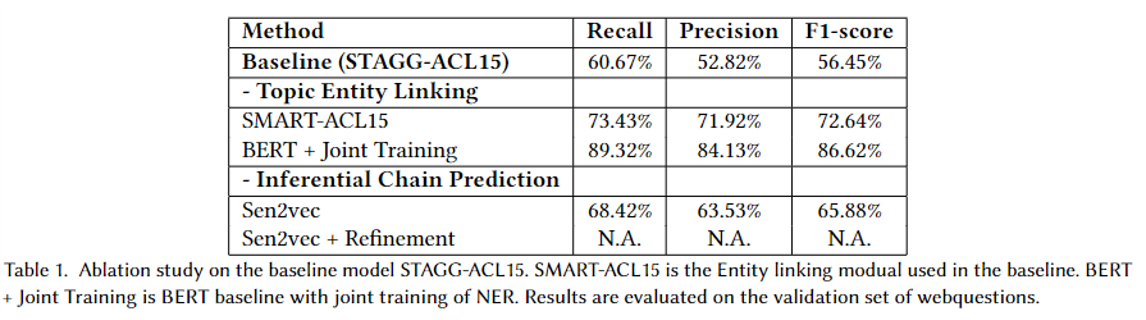 Method Recall Precision F1-score
Baseline (STAGG-ACL15) 60.67% 52.82% 56.45%
- Topic Entity Linking
SMART-ACL15 73.43% 71.92% 72.64%
BERT + Joint Training 89.32% 84.13% 86.62%
- Inferential Chain Prediction
Sen2vec 68.42% 63.53% 65.88%
Sen2vec + Refinement N.A. N.A. N.A.
Table 1. Ablation study on the baseline model STAGG-ACL15. SMART-ACL15 is the Entity linking modual used in the baseline. BERT
+ Joint Training is BERT baseline with joint training of NER. Results are evaluated on the validation set of webquestions.